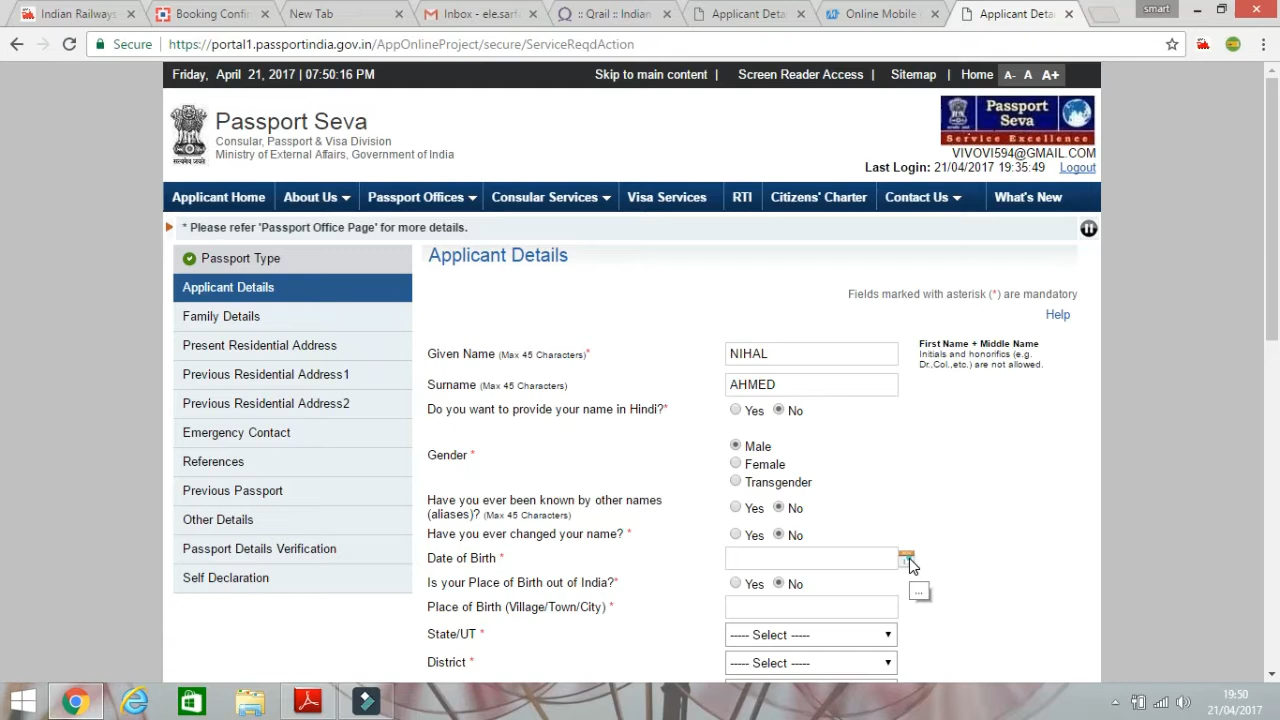 Indian Railways
Booking Confir
New Tab
Inbox - ele.sarfa
:: Qrail :: Indian
Applicant Deta
Online Mobile
Applicant Deta
smart
Secure
https://portal1.passportindia.gov.in/AppOnlineProject/secure/ServiceReqdAction
Friday, April 21, 2017 | 07:50:16 PM
Skip to main content | Screen Reader Access | Sitemap | Home A- A A+
Passport Seva
Consular, Passport & Visa Division
Ministry of External Affairs, Government of India
Passport
Seva
Service Excellence
VIVOVI594@GMAIL.COM
Last Login: 21/04/2017 19:35:49 Logout
Applicant Home
About Us
Passport Offices
Consular Services
Visa Services
RTI
Citizens' Charter
Contact Us
What's New
* Please refer 'Passport Office Page' for more details.
Passport Type
Applicant Details
Family Details
Present Residential Address
Previous Residential Address1
Previous Residential Address2
Emergency Contact
References
Previous Passport
Other Details
Passport Details Verification
Self Declaration
Applicant Details
Fields marked with asterisk (*) are mandatory
Help
Given Name (Max 45 Characters)* NIHAL
First Name + Middle Name
Initials and honorifics (e.g.
Dr.,Col.,etc.) are not allowed.
Surname (Max 45 Characters) AHMED
Do you want to provide your name in Hindi?* Yes No
Gender *
Male
Female
Transgender
Have you ever been known by other names
(aliases)? (Max 45 Characters) Yes No
Have you ever changed your name? * Yes No
Date of Birth *
...
Is your Place of Birth out of India?* Yes No
Place of Birth (Village/Town/City) *
State/UT * ----- Select -----
District * ----- Select -----
19:50
21/04/2017